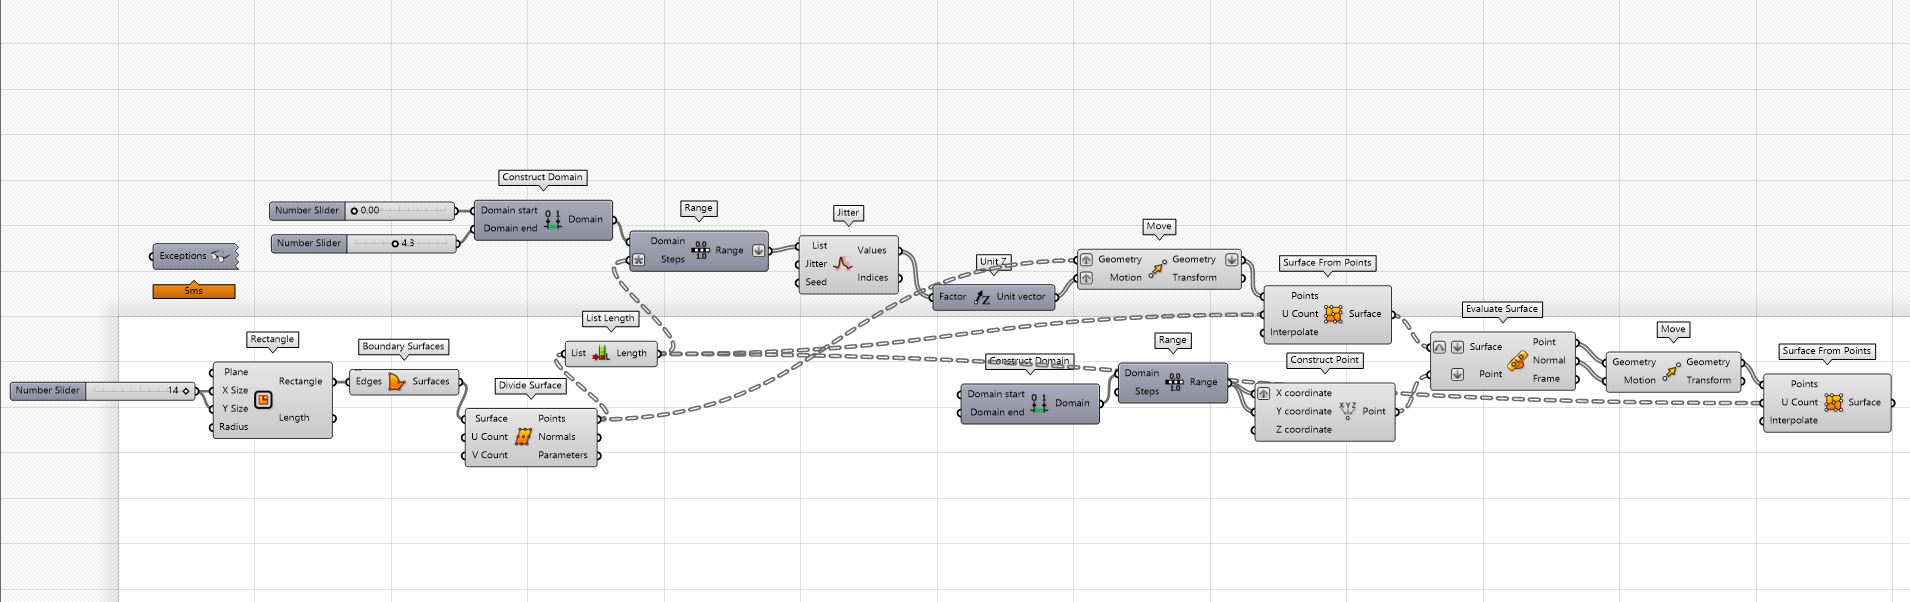 Construct Domain
Number Slider 0.00
Domain start
Domain end
Domain
Number Slider 4.3
Range
Domain
Steps
Range
Jitter
List
Jitter
Seed
Values
Indices
Exceptions
5ms
Unit Z
Factor
Unit vector
Move
Geometry
Motion
Geometry
Transform
Surface From Points
Points
U Count
Interpolate
Surface
List Length
List
Length
Rectangle
Number Slider 14
Plane
X Size
Y Size
Radius
Rectangle
Length
Boundary Surfaces
Edges
Surfaces
Divide Surface
Surface
U Count
V Count
Points
Normals
Parameters
Construct Domain
Domain start
Domain end
Domain
Range
Domain
Steps
Range
Construct Point
X coordinate
Y coordinate
Z coordinate
XYZ
Point
Evaluate Surface
Surface
Point
Point
Normal
Frame
Move
Geometry
Motion
Geometry
Transform
Surface From Points
Points
U Count
Interpolate
Surface